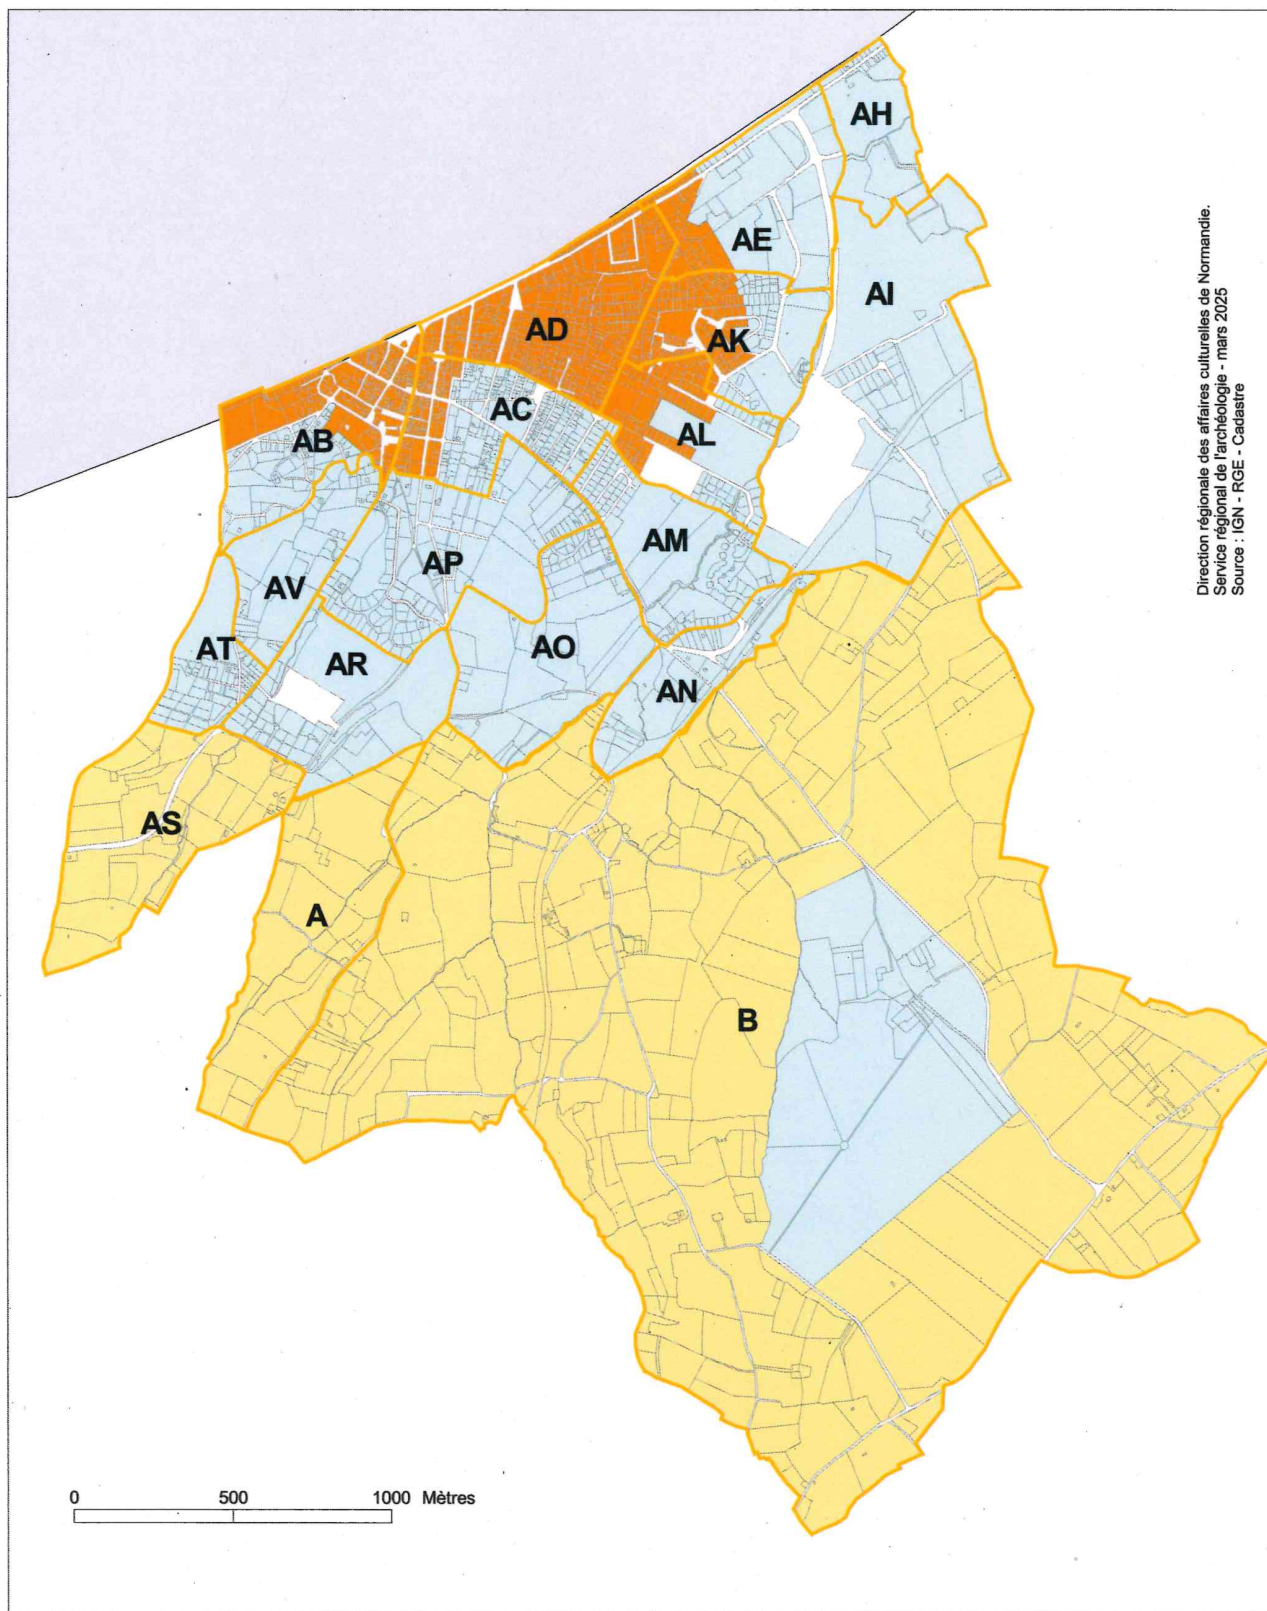 AH
AE
AI
AD
AK
AC
AL
AB
AM
AP
AV
AT
AR
AO
AN
AS
A
B
0 500 1000 Mètres
Direction régionale des affaires culturelles de Normandie.
Service régional de l'archéologie - mars 2025
Source : IGN - RGE - Cadastre